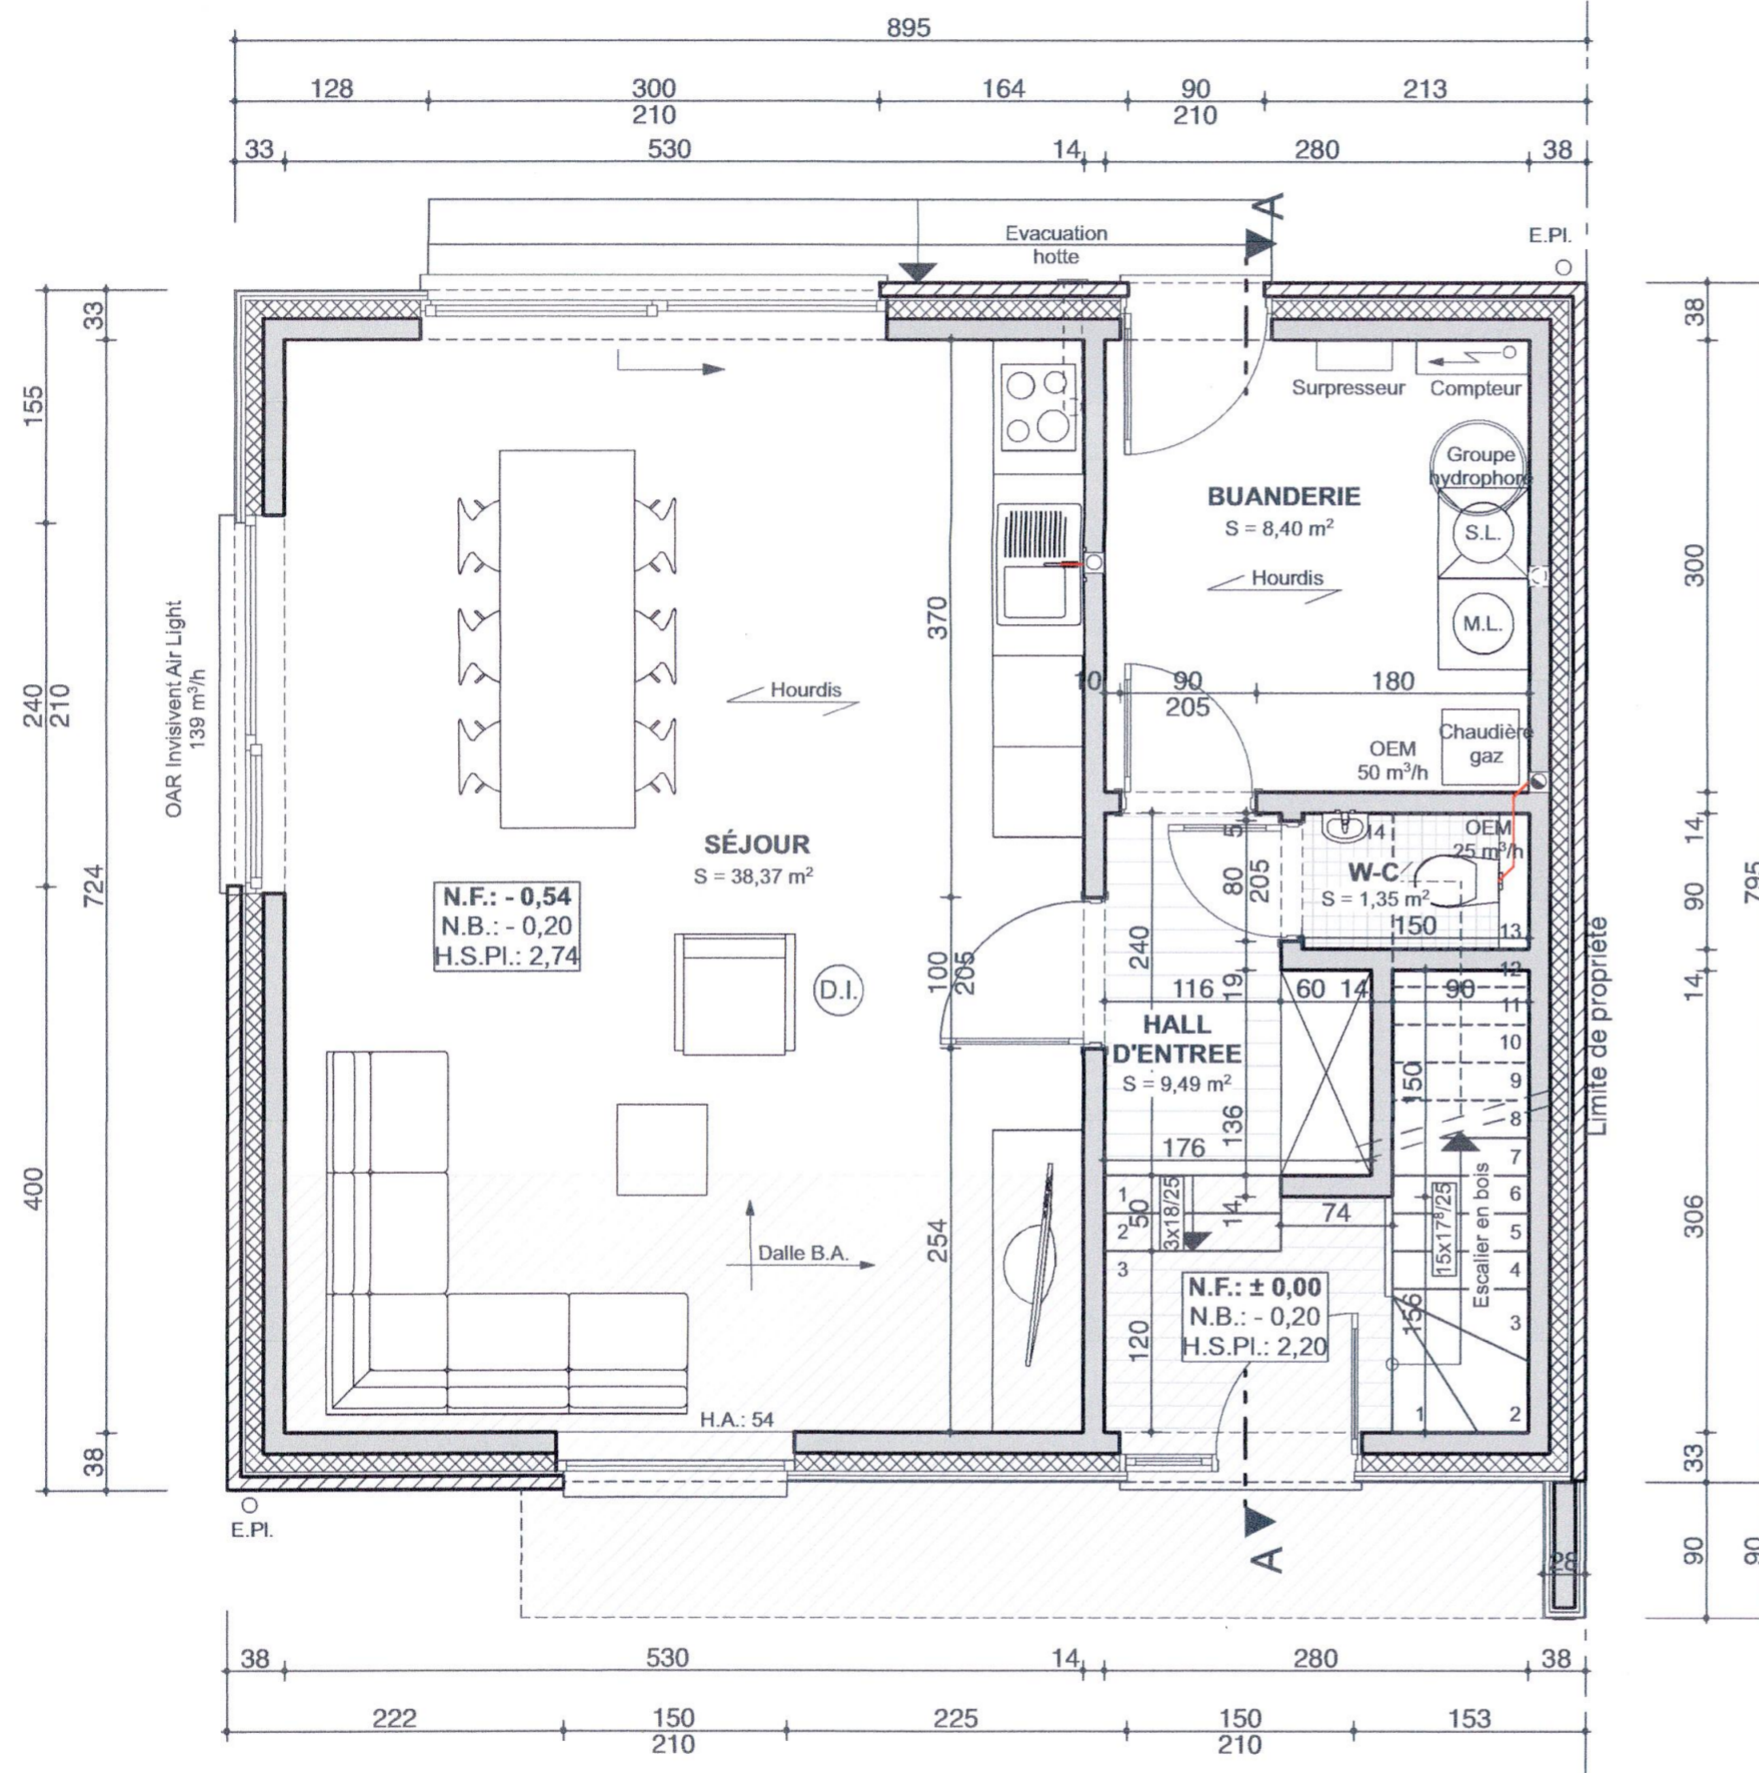 895
128 300 164 90 213
210 210
33 530 14 280 38
A
Evacuation
hotte
E.Pl.
33
155
240
210
724
400
38
OAR Invisivent Air Light
139 m³/h
Surpresseur
Compteur
Groupe
hydrophore
S.L.
M.L.
BUANDERIE
S = 8,40 m²
Hourdis
370
Hourdis
10 90 180
205
Chaudière
gaz
OEM
50 m³/h
SÉJOUR
S = 38,37 m²
N.F.: - 0,54
N.B.: - 0,20
H.S.Pl.: 2,74
D.I.
100
205
254
Dalle B.A.
H.A.: 54
5
80
205
14
OEM
25 m³/h
W-C
S = 1,35 m²
150
13
12
11
10
9
8
7
6
5
4
3
2
1
240
19
116 60 14 90
HALL
D'ENTREE
S = 9,49 m²
136
150
176
1
2
3
50
3x18/25
14
74
15x17⁸/25
Escalier en bois
156
120
N.F.: ± 0,00
N.B.: - 0,20
H.S.Pl.: 2,20
Limite de propriété
38
300
14
90
14
306
33
90
795
90
28
A
E.Pl.
38 530 14 280 38
222 150 225 150 153
210 210